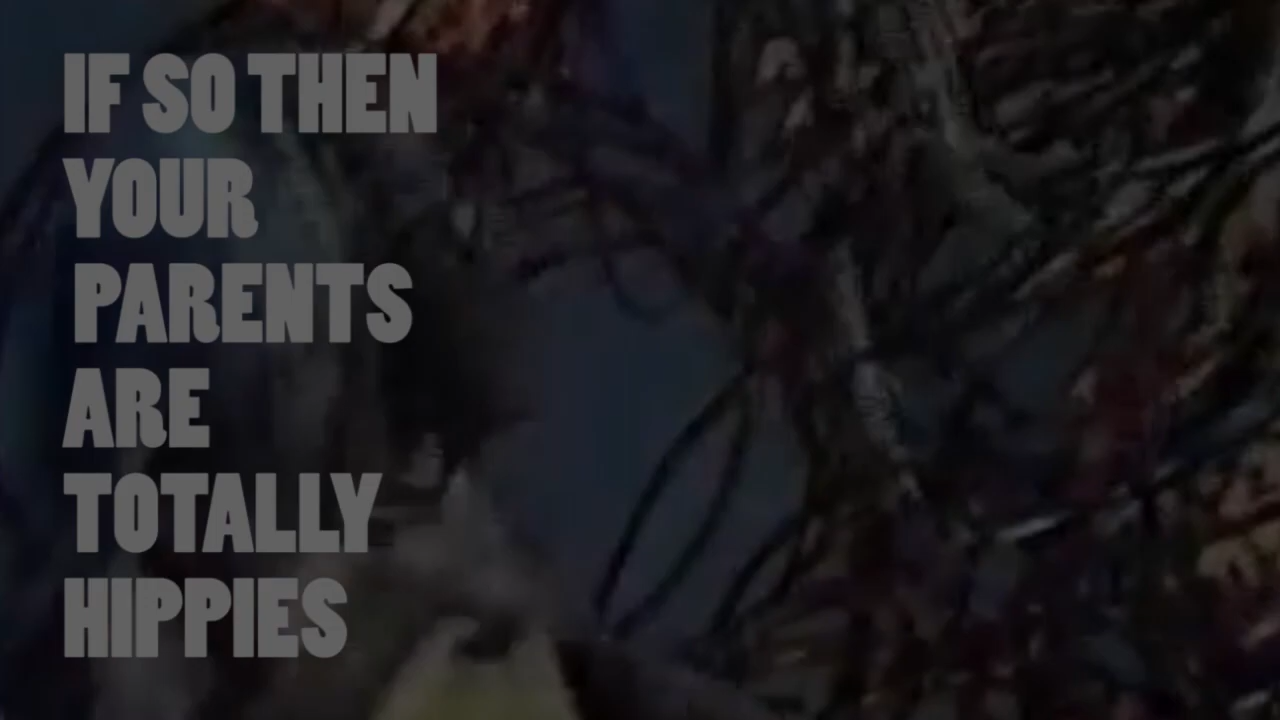 IF SO THEN
YOUR
PARENTS
ARE
TOTALLY
HIPPIES